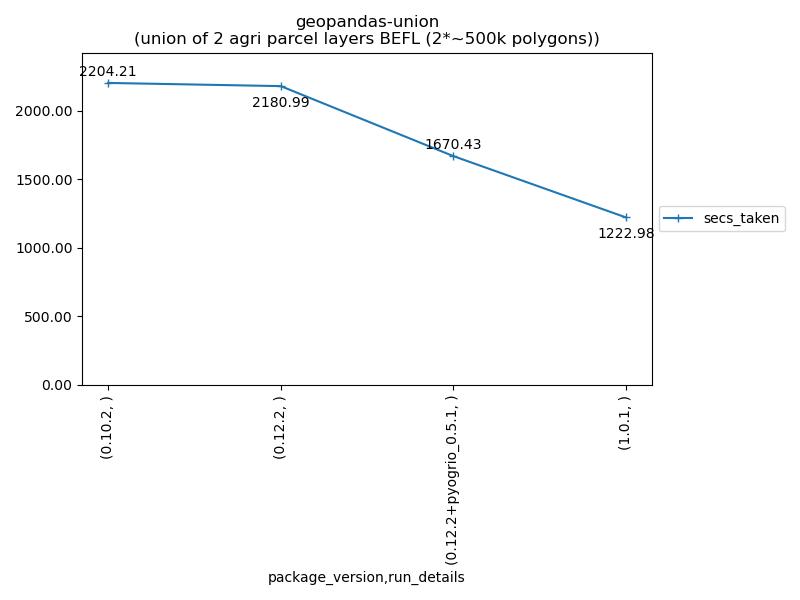 geopandas-union
(union of 2 agri parcel layers BEFL (2*~500k polygons))
2204.21
2180.99
1670.43
1222.98
2000.00
1500.00
1000.00
500.00
0.00
secs_taken
(0.10.2, )
(0.12.2, )
(0.12.2+pyogrio_0.5.1, )
(1.0.1, )
package_version,run_details